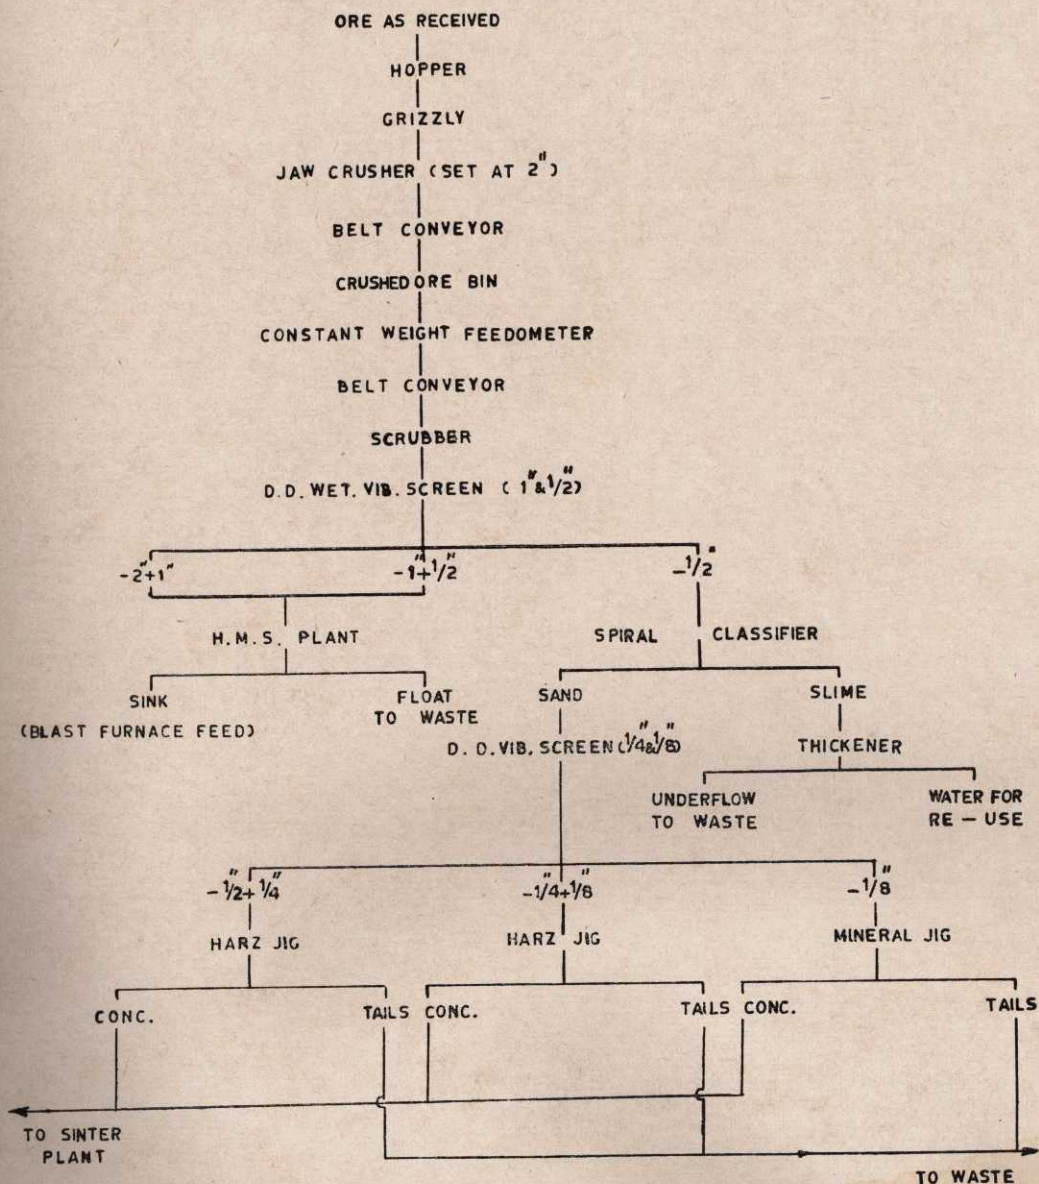 ORE AS RECEIVED
HOPPER
GRIZZLY
JAW CRUSHER (SET AT 2")
BELT CONVEYOR
CRUSHED ORE BIN
CONSTANT WEIGHT FEEDOMETER
BELT CONVEYOR
SCRUBBER
D.D. WET. VIB. SCREEN ( 1"&1/2")
-2"+1"
-1"+1/2"
-1/2"
H.M.S. PLANT
SPIRAL CLASSIFIER
SINK
(BLAST FURNACE FEED)
FLOAT
TO WASTE
SAND
SLIME
D. D. VIB. SCREEN (1/4"&1/8")
THICKENER
UNDERFLOW
TO WASTE
WATER FOR
RE - USE
-1/2"+1/4"
-1/4"+1/8"
-1/8"
HARZ JIG
HARZ JIG
MINERAL JIG
CONC.
TAILS
CONC.
TAILS
CONC.
TAILS
TO SINTER
PLANT
TO WASTE